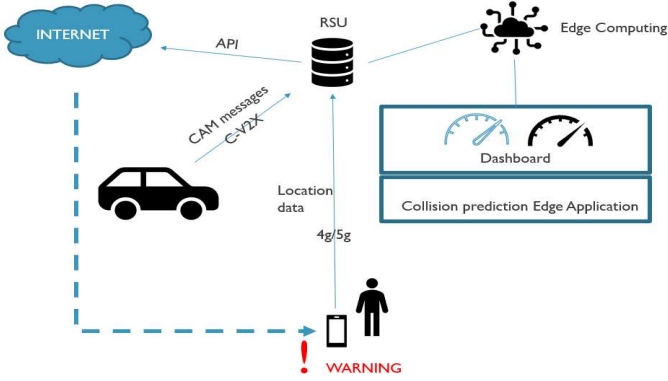 RSU
INTERNET
API
Edge Computing
CAM messages
C-V2X
Dashboard
Location
data
Collision prediction Edge Application
4g/5g
! WARNING